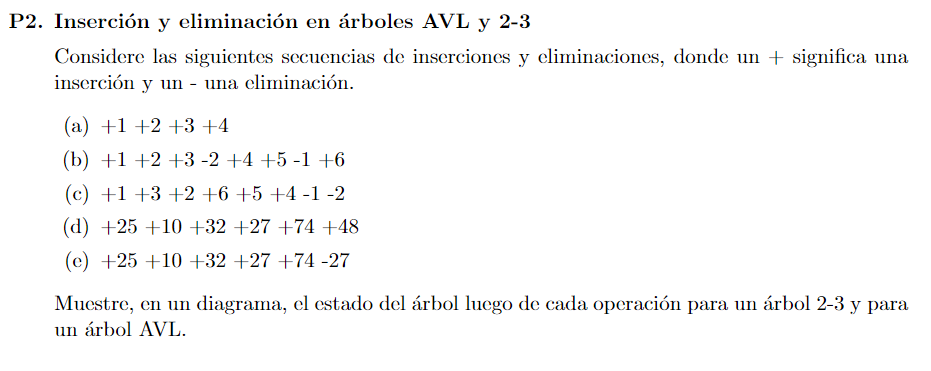 P2. Inserción y eliminación en árboles AVL y 2-3
Considere las siguientes secuencias de inserciones y eliminaciones, donde un + significa una
inserción y un - una eliminación.
(a) +1 +2 +3 +4
(b) +1 +2 +3 -2 +4 +5 -1 +6
(c) +1 +3 +2 +6 +5 +4 -1 -2
(d) +25 +10 +32 +27 +74 +48
(e) +25 +10 +32 +27 +74 -27
Muestre, en un diagrama, el estado del árbol luego de cada operación para un árbol 2-3 y para
un árbol AVL.